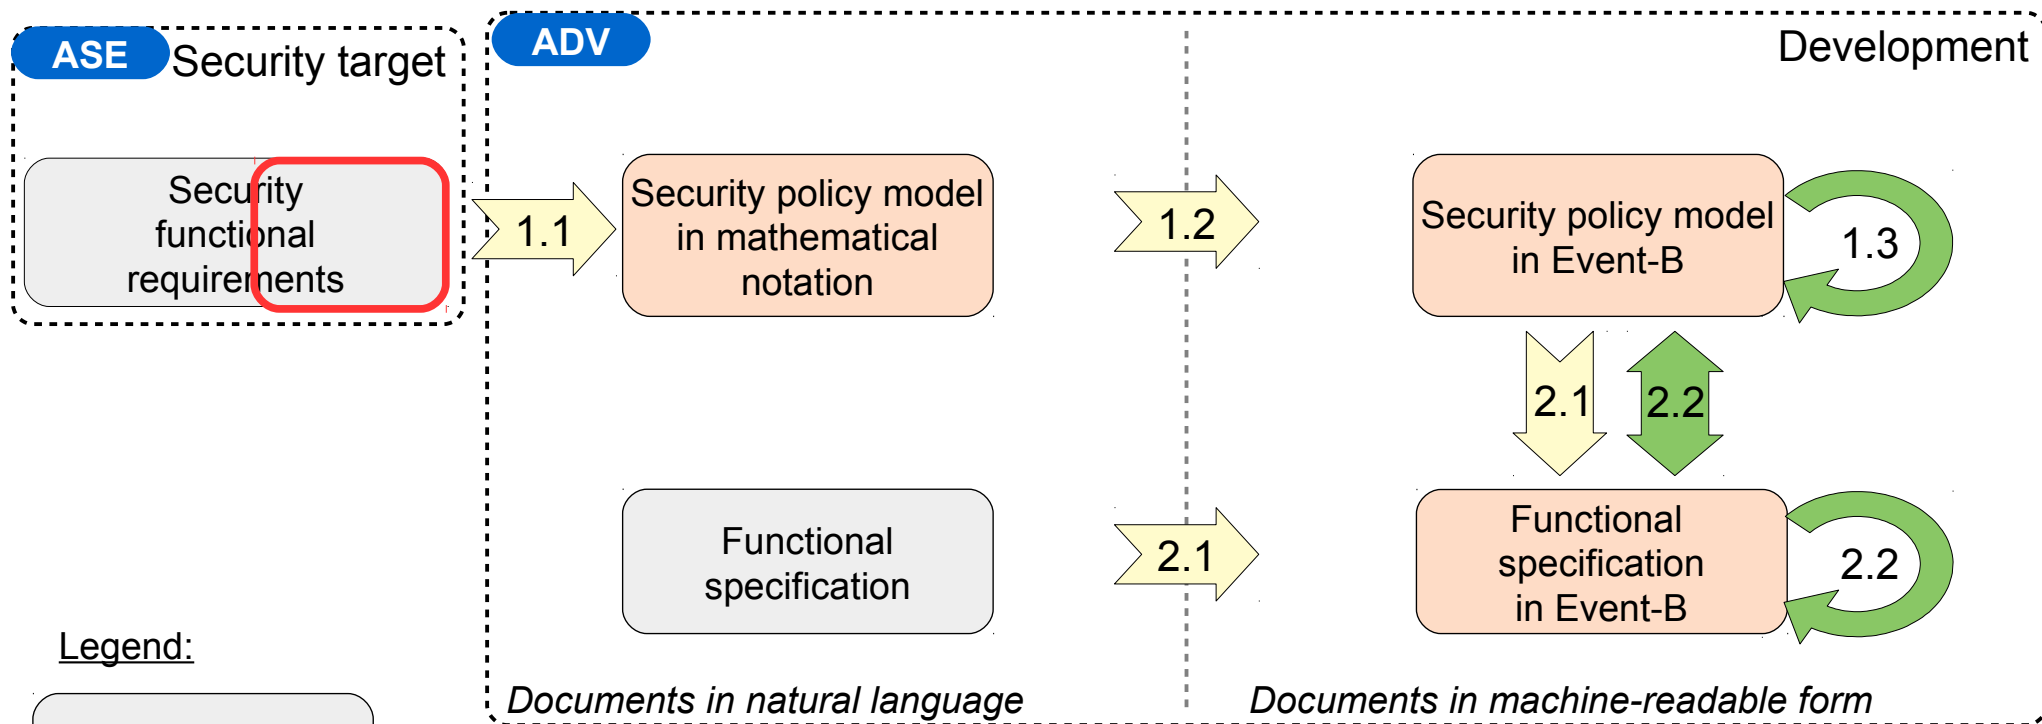 ASE
Security target
ADV
Development
Security
functional
requirements
1.1
Security policy model
in mathematical
notation
1.2
Security policy model
in Event-B
1.3
2.1
2.2
Functional
specification
2.1
Functional
specification
in Event-B
2.2
Legend:
Documents in natural language
Documents in machine-readable form